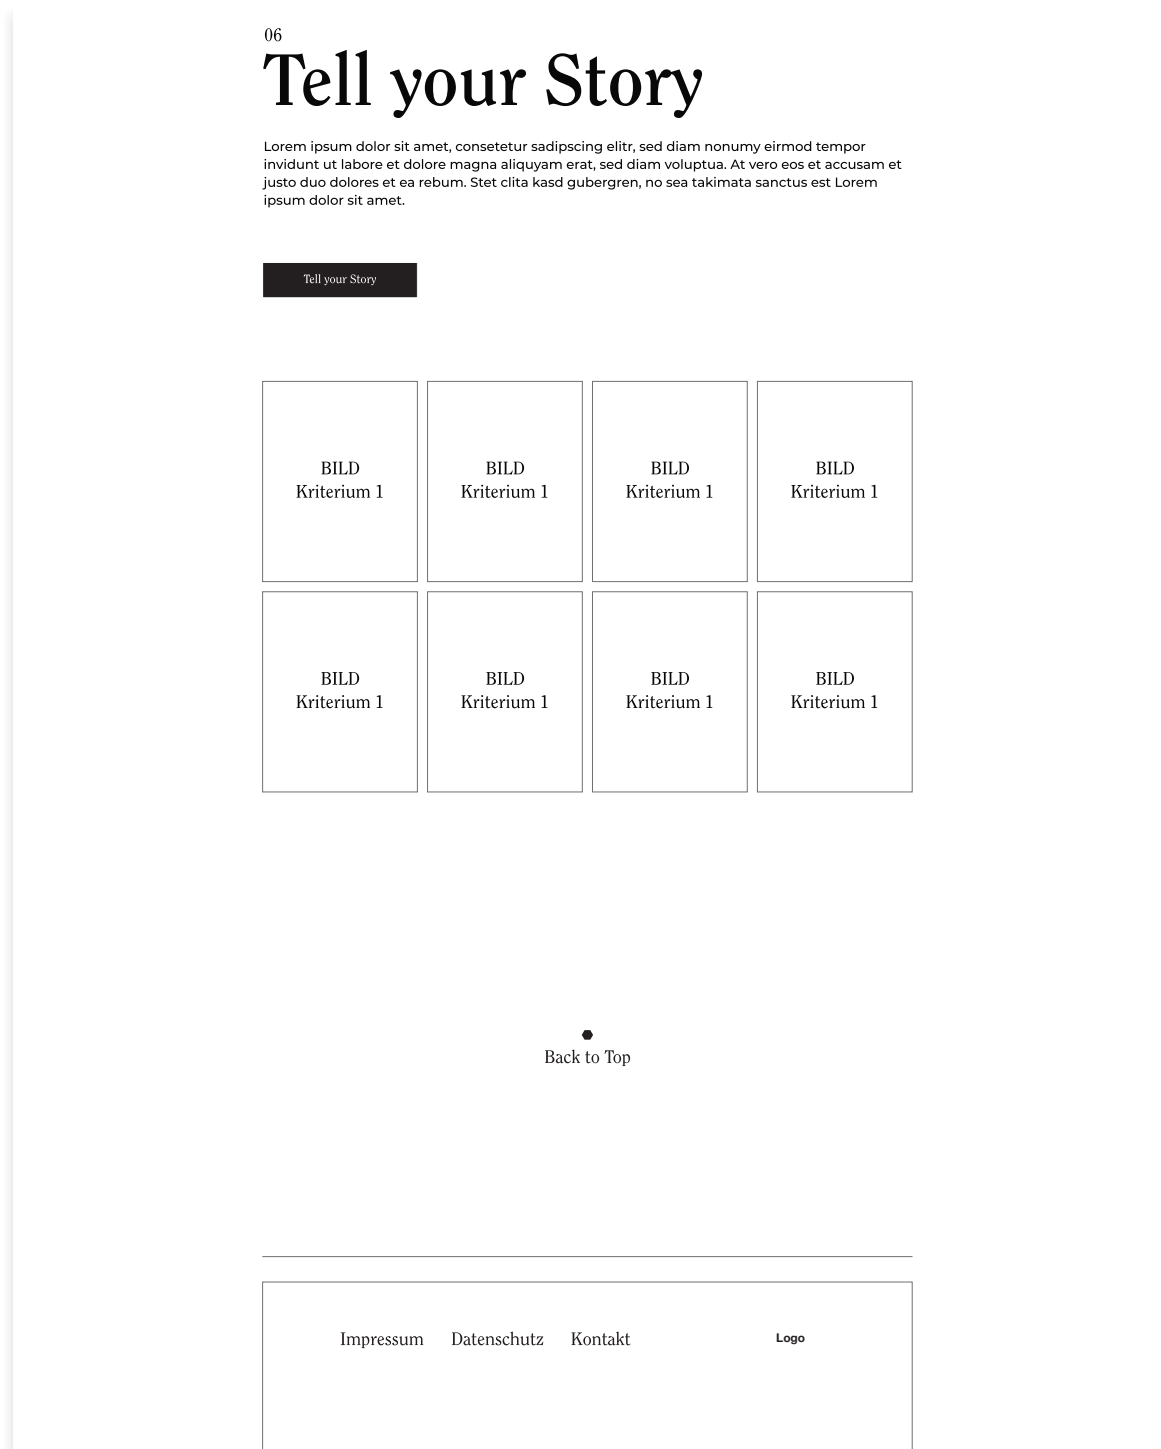 06
Tell your Story
Lorem ipsum dolor sit amet, consetetur sadipscing elitr, sed diam nonumy eirmod tempor
invidunt ut labore et dolore magna aliquyam erat, sed diam voluptua. At vero eos et accusam et
justo duo dolores et ea rebum. Stet clita kasd gubergren, no sea takimata sanctus est Lorem
ipsum dolor sit amet.
Tell your Story
BILD
Kriterium 1
BILD
Kriterium 1
BILD
Kriterium 1
BILD
Kriterium 1
BILD
Kriterium 1
BILD
Kriterium 1
BILD
Kriterium 1
BILD
Kriterium 1
Back to Top
Impressum Datenschutz Kontakt Logo